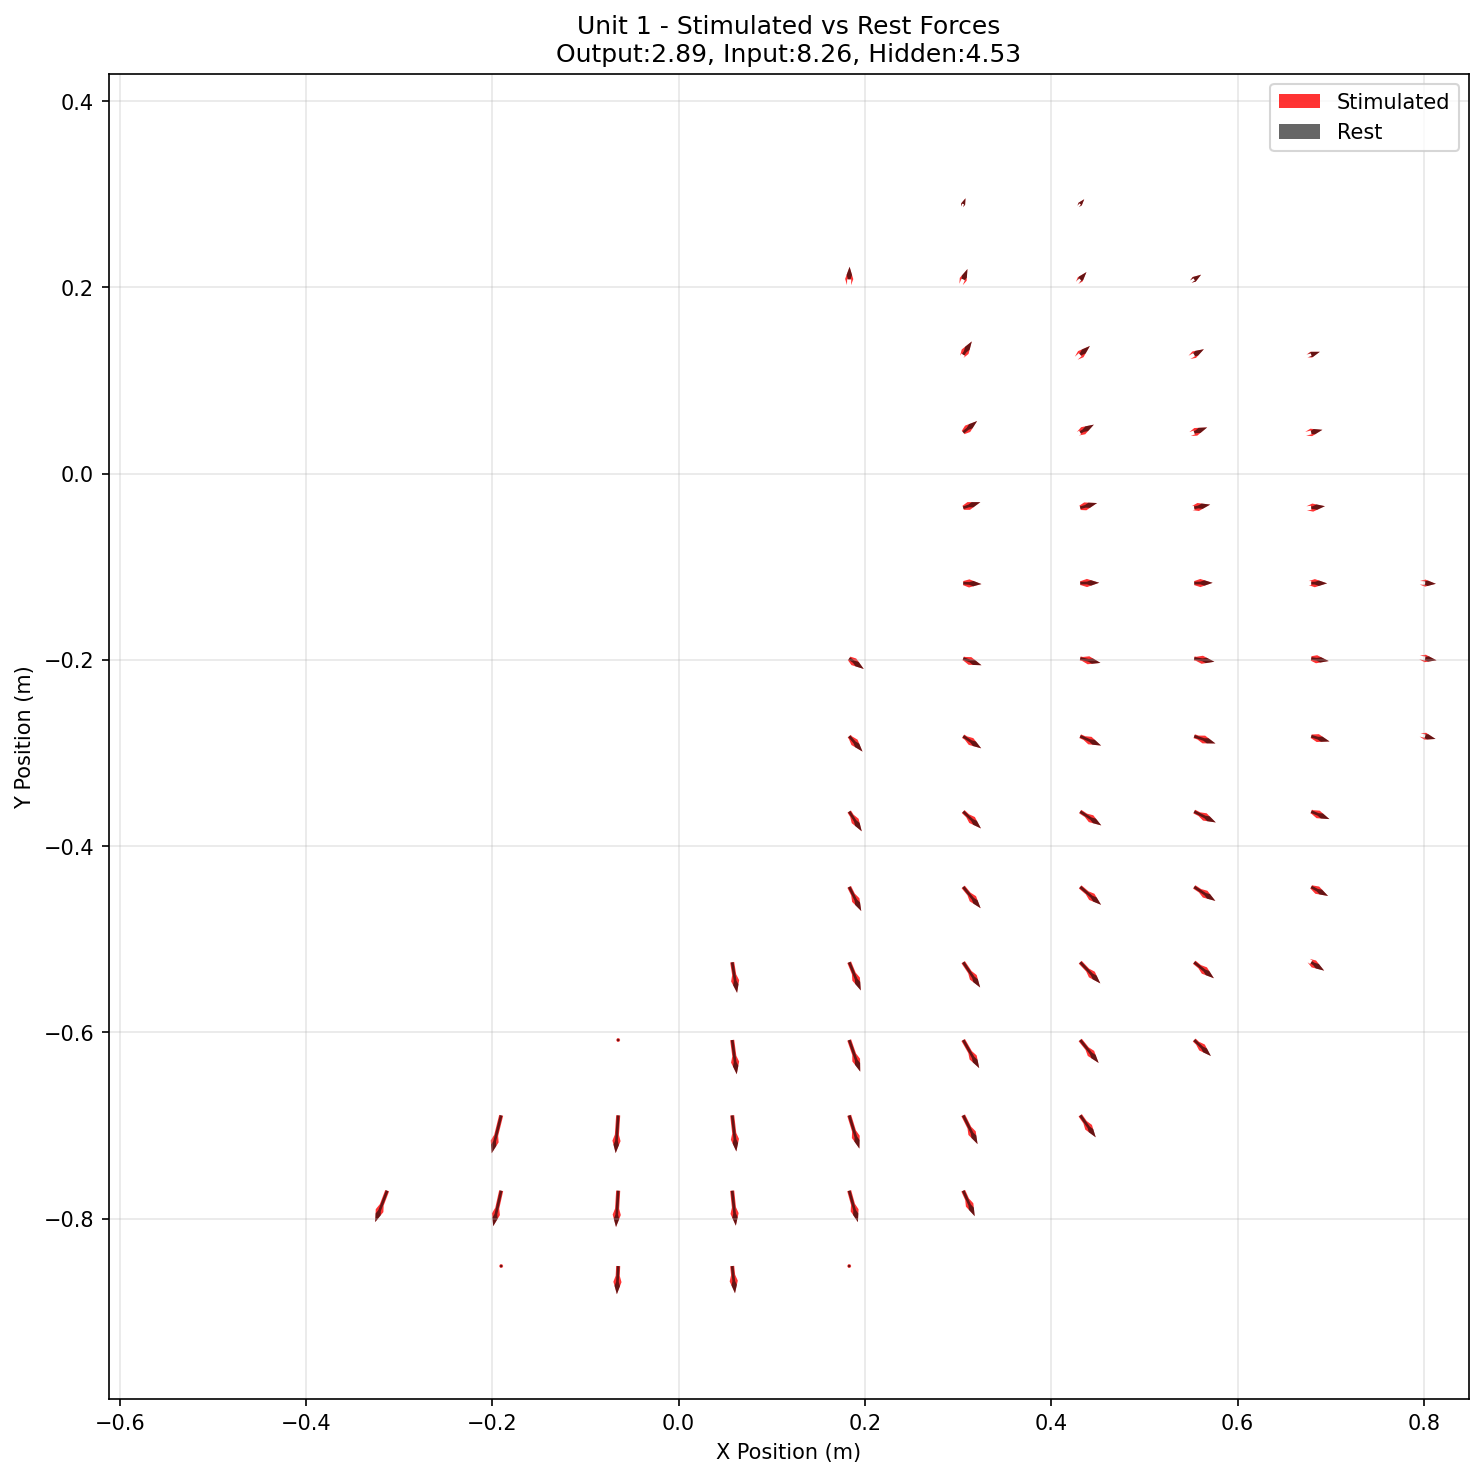 Unit 1 - Stimulated vs Rest Forces
Output:2.89, Input:8.26, Hidden:4.53
Stimulated
Rest
0.4
0.2
0.0
−0.2
−0.4
−0.6
−0.8
Y Position (m)
−0.6
−0.4
−0.2
0.0
0.2
0.4
0.6
0.8
X Position (m)